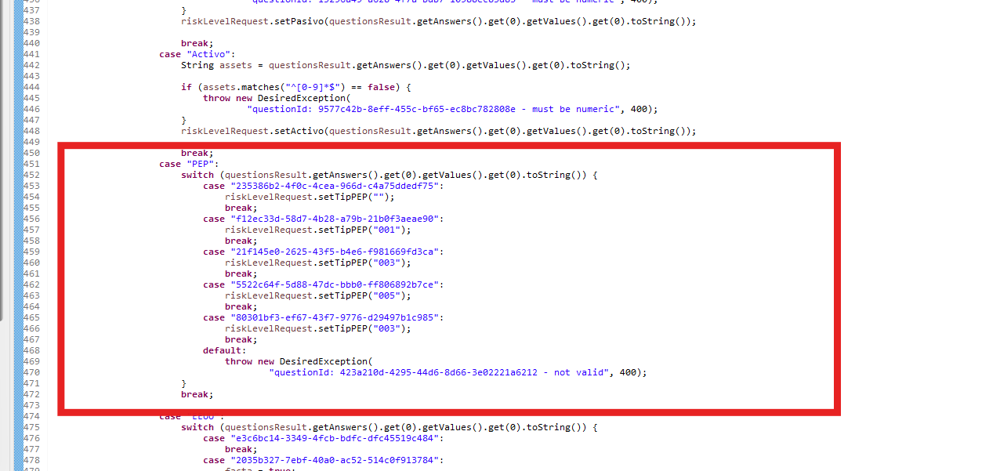 437 }
438 riskLevelRequest.setPasivo(questionsResult.getAnswers().get(0).getValues().get(0).toString());
439
440 break;
441 case "Activo":
442 String assets = questionsResult.getAnswers().get(0).getValues().get(0).toString();
443
444 if (assets.matches("^[0-9]*$") == false) {
445 throw new DesiredException(
446 "questionId: 9577c42b-8eff-455c-bf65-ec8bc782808e - must be numeric", 400);
447 }
448 riskLevelRequest.setActivo(questionsResult.getAnswers().get(0).getValues().get(0).toString());
449
450 break;
451 case "PEP":
452 switch (questionsResult.getAnswers().get(0).getValues().get(0).toString()) {
453 case "235386b2-4f0c-4cea-966d-c4a75ddedf75":
454 riskLevelRequest.setTipPEP("");
455 break;
456 case "f12ec33d-58d7-4b28-a79b-21b0f3aeae90":
457 riskLevelRequest.setTipPEP("001");
458 break;
459 case "21f145e0-2625-43f5-b4e6-f981669fd3ca":
460 riskLevelRequest.setTipPEP("003");
461 break;
462 case "5522c64f-5d88-47dc-bbb0-ff806892b7ce":
463 riskLevelRequest.setTipPEP("005");
464 break;
465 case "80301bf3-ef67-43f7-9776-d29497b1c985":
466 riskLevelRequest.setTipPEP("003");
467 break;
468 default:
469 throw new DesiredException(
470 "questionId: 423a210d-4295-44d6-8d66-3e02221a6212 - not valid", 400);
471 }
472 break;
473
474 case "EEUU":
475 switch (questionsResult.getAnswers().get(0).getValues().get(0).toString()) {
476 case "e3c6bc14-3349-4fcb-bdfc-dfc45519c484":
477 break;
478 case "2035b327-7ebf-40a0-ac52-514c0f913784":